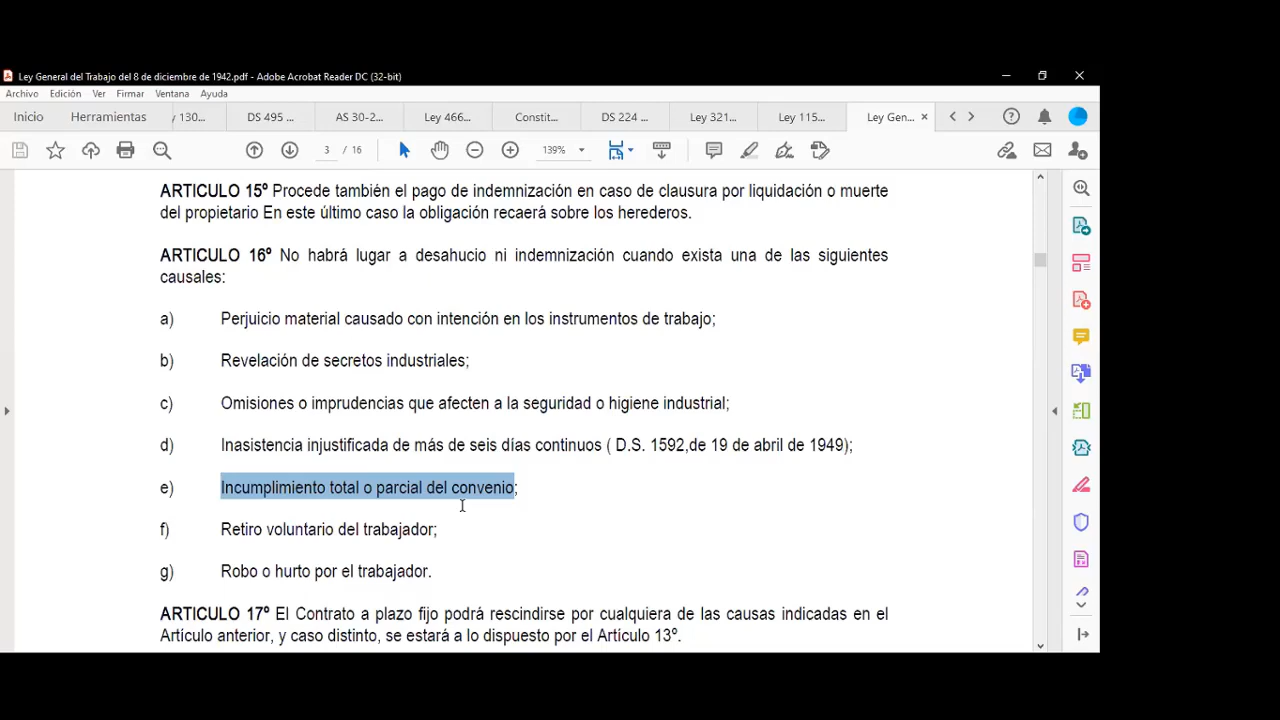 Ley General del Trabajo del 8 de diciembre de 1942.pdf - Adobe Acrobat Reader DC (32-bit)
Archivo Edición Ver Firmar Ventana Ayuda
Inicio Herramientas / 130... DS 495 ... AS 30-2... Ley 466... Constit... DS 224 ... Ley 321... Ley 115... Ley Gen... ×
3 / 16 139%
ARTICULO 15º Procede también el pago de indemnización en caso de clausura por liquidación o muerte
del propietario En este último caso la obligación recaerá sobre los herederos.
ARTICULO 16º No habrá lugar a desahucio ni indemnización cuando exista una de las siguientes
causales:
a) Perjuicio material causado con intención en los instrumentos de trabajo;
b) Revelación de secretos industriales;
c) Omisiones o imprudencias que afecten a la seguridad o higiene industrial;
d) Inasistencia injustificada de más de seis días continuos ( D.S. 1592,de 19 de abril de 1949);
e) Incumplimiento total o parcial del convenio;
f) Retiro voluntario del trabajador;
g) Robo o hurto por el trabajador.
ARTICULO 17º El Contrato a plazo fijo podrá rescindirse por cualquiera de las causas indicadas en el
Artículo anterior, y caso distinto, se estará a lo dispuesto por el Artículo 13º.